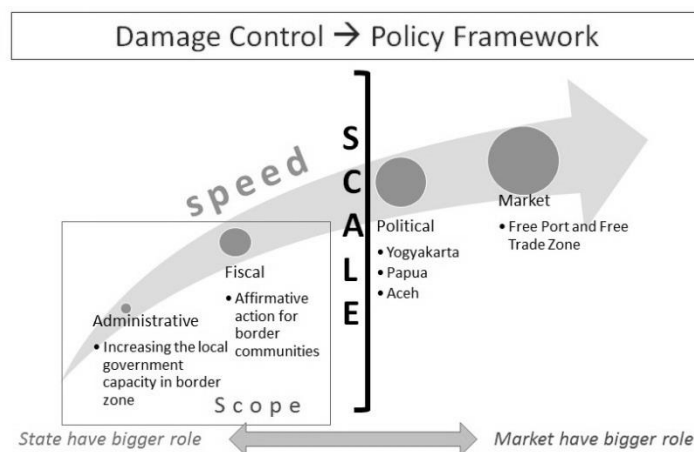 Damage Control → Policy Framework
speed
SCALE
Market
• Free Port and Free
Trade Zone
Political
• Yogyakarta
• Papua
• Aceh
Fiscal
• Affirmative
action for
border
communities
Administrative
• Increasing the local
government
capacity in border
zone
Scope
State have bigger role
Market have bigger role